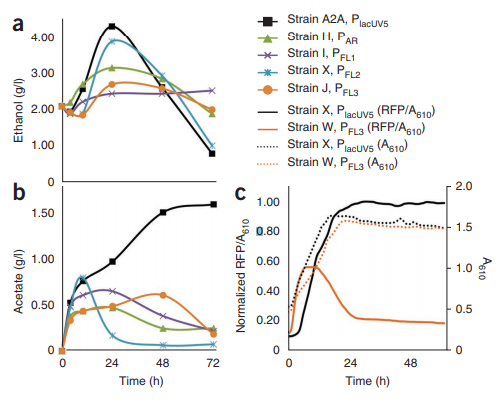 a
Ethanol (g/l)
4.00
3.00
2.00
1.00
0
Strain A2A, PlacUV5
Strain I I, PAR
Strain I, PFL1
Strain X, PFL2
Strain J, PFL3
Strain X, PlacUV5 (RFP/A610)
Strain W, PFL3 (RFP/A610)
Strain X, PlacUV5 (A610)
Strain W, PFL3 (A610)
b
Acetate (g/l)
1.50
1.00
0.50
0
0 24 48 72
Time (h)
c
Normalized RFP/A610
1.00
0.80
0.60
0.40
0.20
0
2.0
1.5
1.0
0.5
0
A610
0 24 48
Time (h)